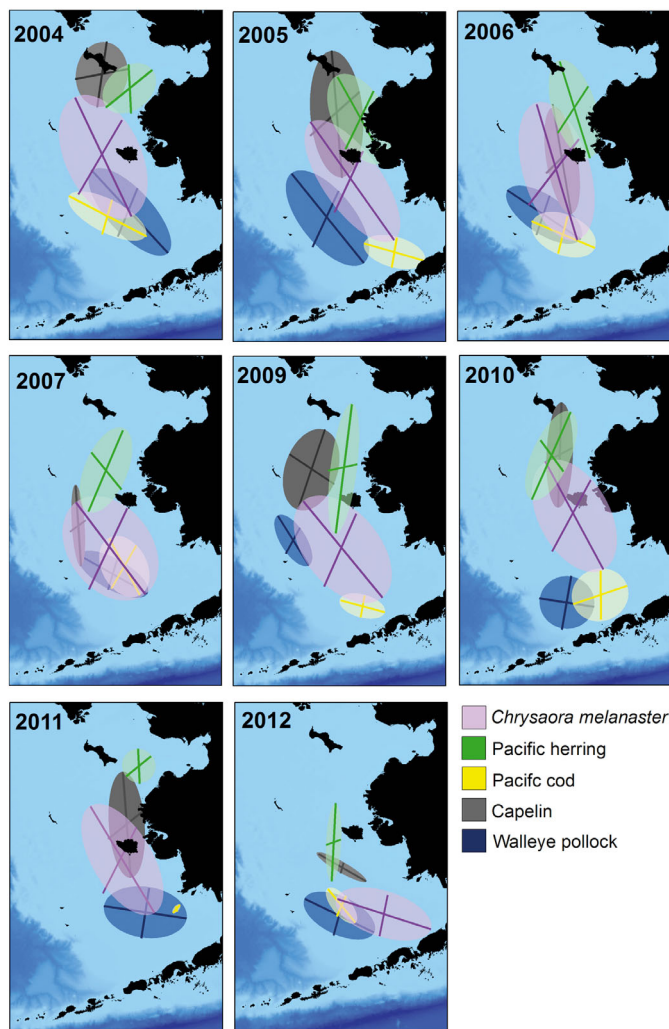 2004
2005
2006
2007
2009
2010
2011
2012
Chrysaora melanaster
Pacific herring
Pacifc cod
Capelin
Walleye pollock